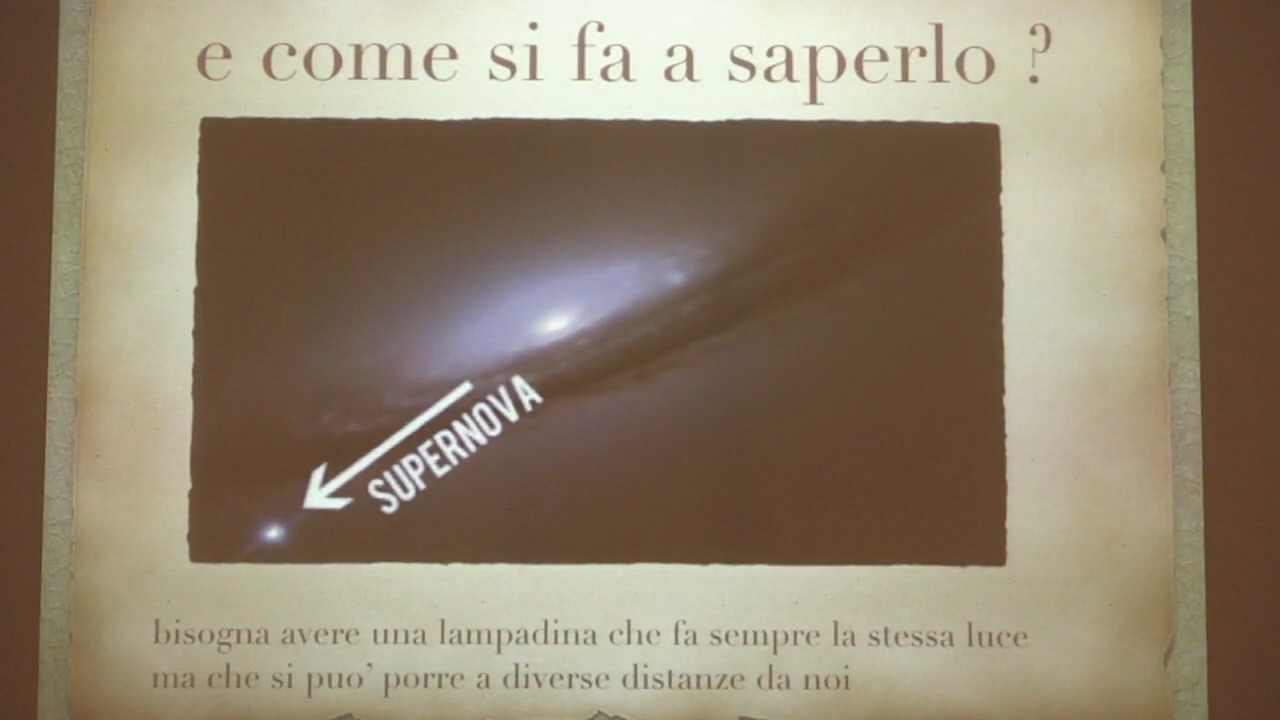 e come si fa a saperlo ?
SUPERNOVA
bisogna avere una lampadina che fa sempre la stessa luce
ma che si puo' porre a diverse distanze da noi